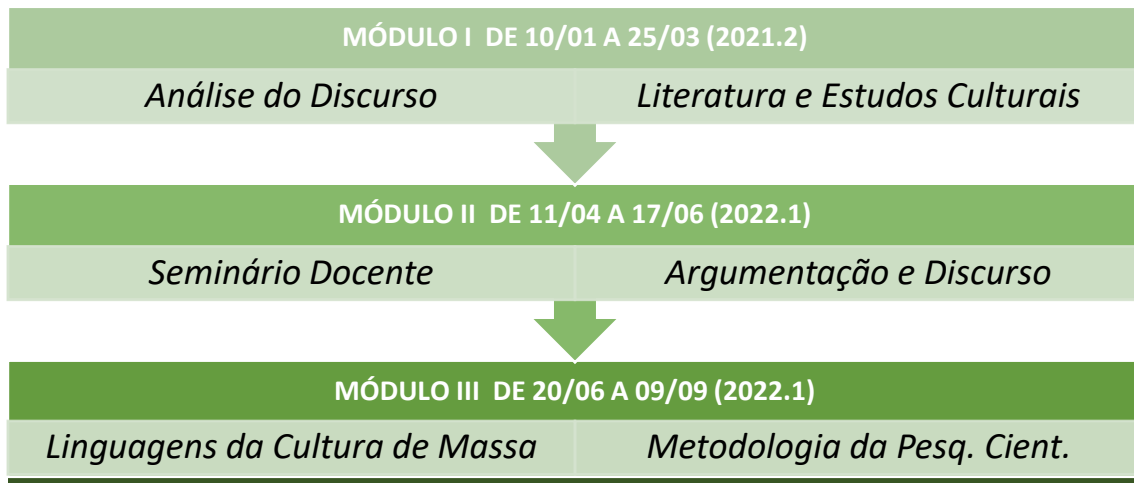 MÓDULO I DE 10/01 A 25/03 (2021.2)
Análise do Discurso
Literatura e Estudos Culturais
MÓDULO II DE 11/04 A 17/06 (2022.1)
Seminário Docente
Argumentação e Discurso
MÓDULO III DE 20/06 A 09/09 (2022.1)
Linguagens da Cultura de Massa
Metodologia da Pesq. Cient.